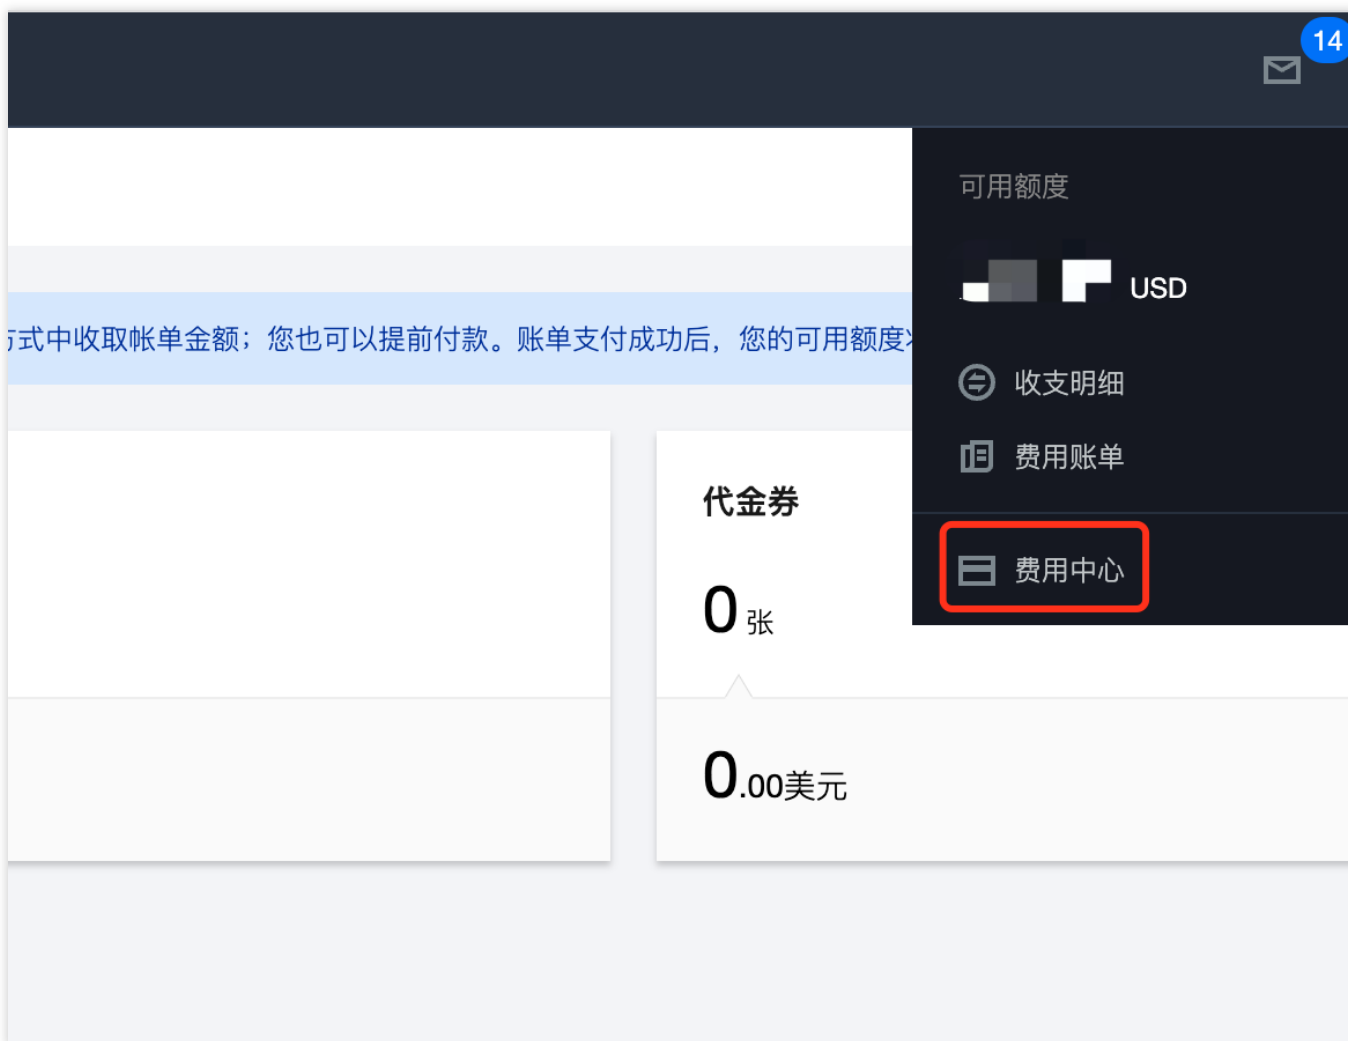 14
可用额度
USD
式中收取帐单金额；您也可以提前付款。账单支付成功后，您的可用额度
收支明细
费用账单
代金券
费用中心
0 张
0.00美元